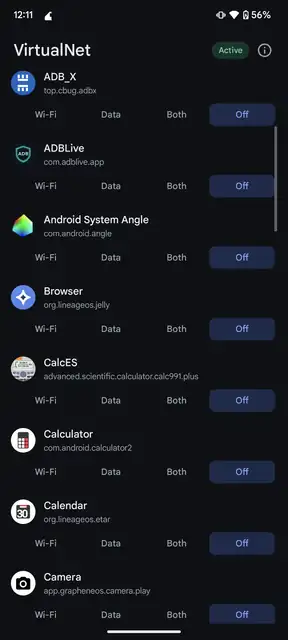 12:11
56%
VirtualNet
Active
ADB_X
top.cbug.adbx
Wi-Fi Data Both Off
ADB
ADBLive
com.adblive.app
Wi-Fi Data Both Off
Android System Angle
com.android.angle
Wi-Fi Data Both Off
Browser
org.lineageos.jelly
Wi-Fi Data Both Off
CalcES
advanced.scientific.calculator.calc991.plus
Wi-Fi Data Both Off
Calculator
com.android.calculator2
Wi-Fi Data Both Off
30
Calendar
org.lineageos.etar
Wi-Fi Data Both Off
Camera
app.grapheneos.camera.play
Wi-Fi Data Both Off